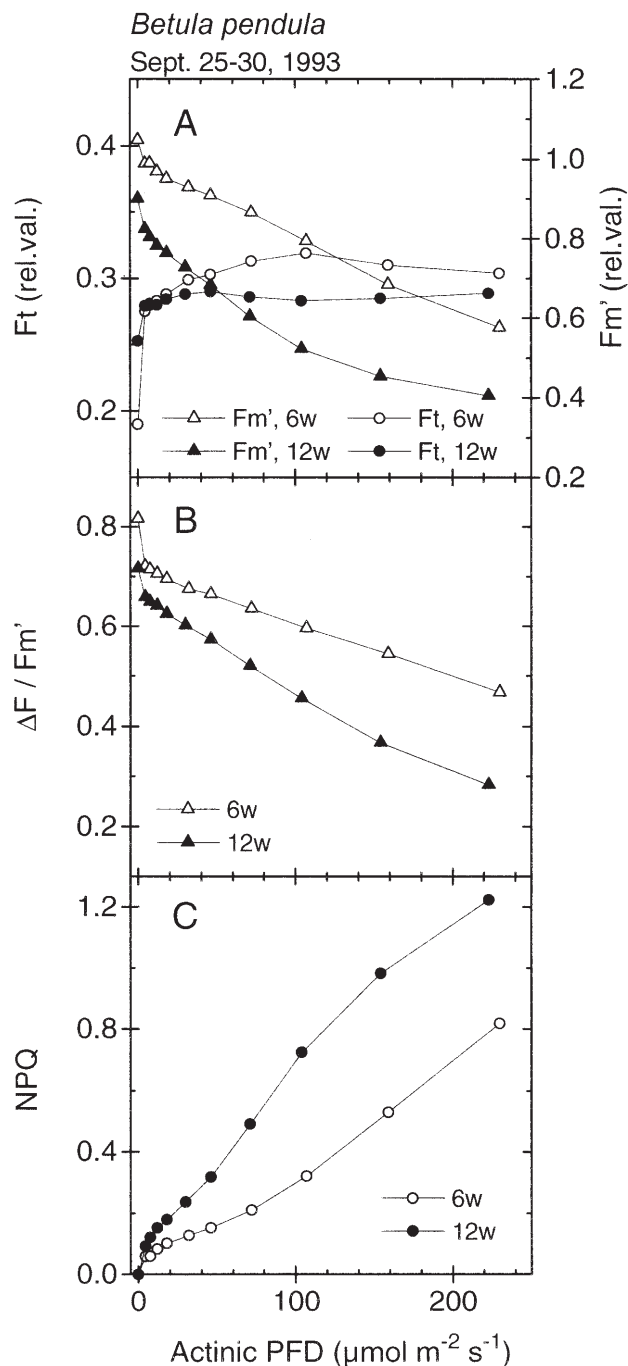 Betula pendula
Sept. 25-30, 1993
A
Ft (rel.val.)
0.4
0.3
0.2
Fm' (rel.val.)
1.2
1.0
0.8
0.6
0.4
0.2
Fm', 6w
Ft, 6w
Fm', 12w
Ft, 12w
B
ΔF / Fm'
0.8
0.6
0.4
0.2
6w
12w
C
NPQ
1.2
0.8
0.4
0.0
6w
12w
0 100 200
Actinic PFD (μmol m-2 s-1)